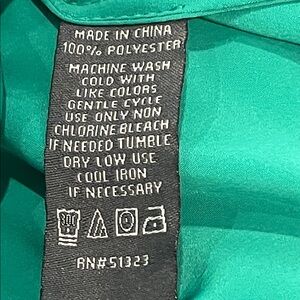 MADE IN CHINA
100% POLYESTER
MACHINE WASH
COLD WITH
LIKE COLORS
GENTLE CYCLE
USE ONLY NON
CHLORINE BLEACH
IF NEEDED TUMBLE
DRY LOW USE
COOL IRON
IF NECESSARY
RN#51323